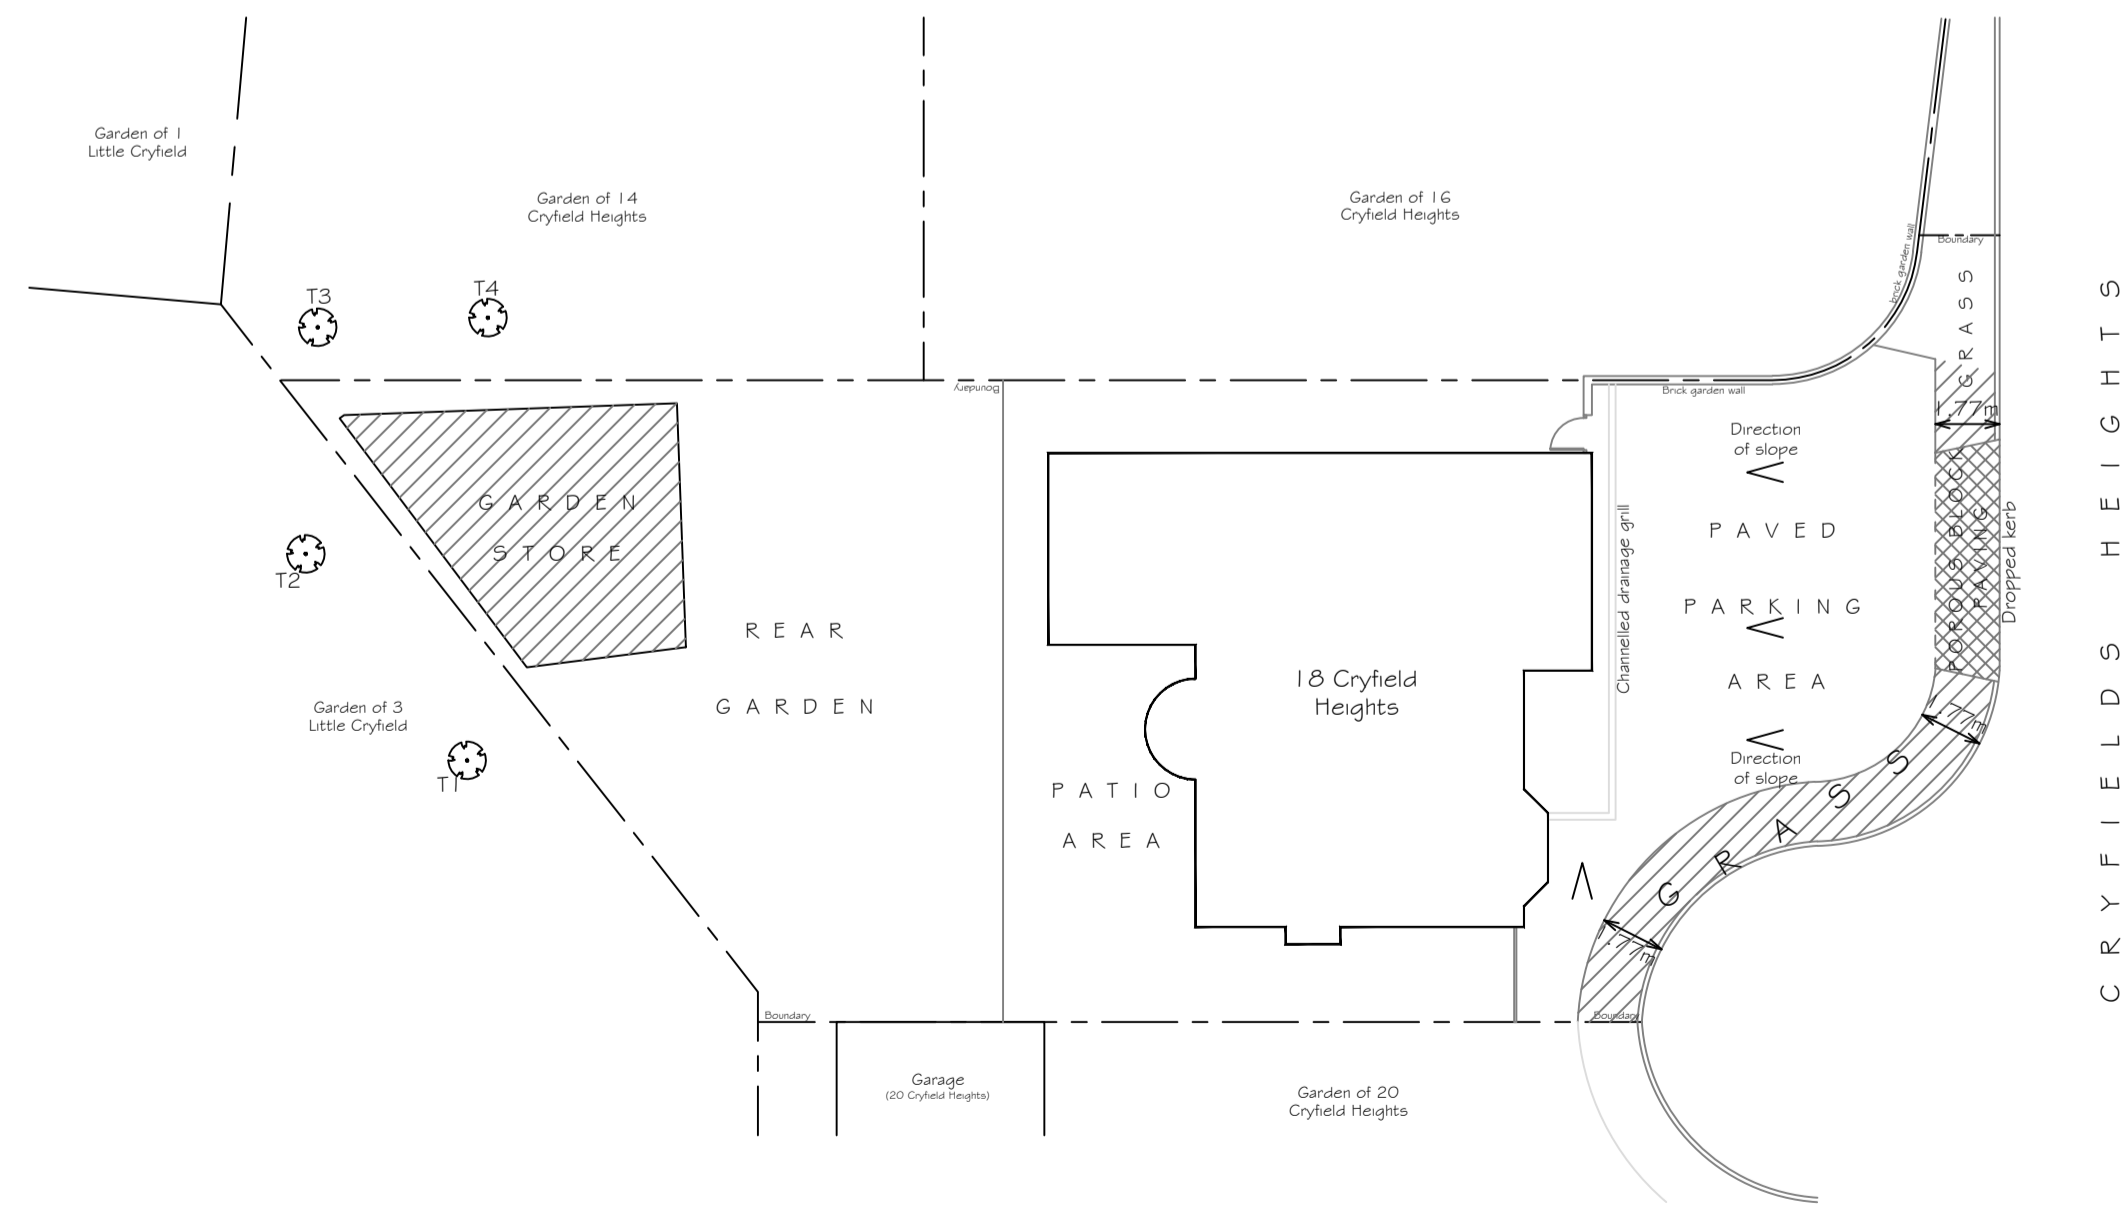 Garden of 1
Little Cryfield
Garden of 14
Cryfield Heights
Garden of 16
Cryfield Heights
brick garden wall
Boundary
GRASS
T3
T4
Boundary
Brick garden wall
1.77m
Direction
of slope
GARDEN
STORE
PAVED
PARKING
AREA
Channelled drainage grill
POROUS BLOCK
PAVING
Dropped kerb
CRYFIELDS HEIGHTS
T2
REAR
GARDEN
18 Cryfield
Heights
Garden of 3
Little Cryfield
T1
PATIO
AREA
Direction
of slope
1.77m
GRASS
1.77m
Boundary
Boundary
Garage
(20 Cryfield Heights)
Garden of 20
Cryfield Heights